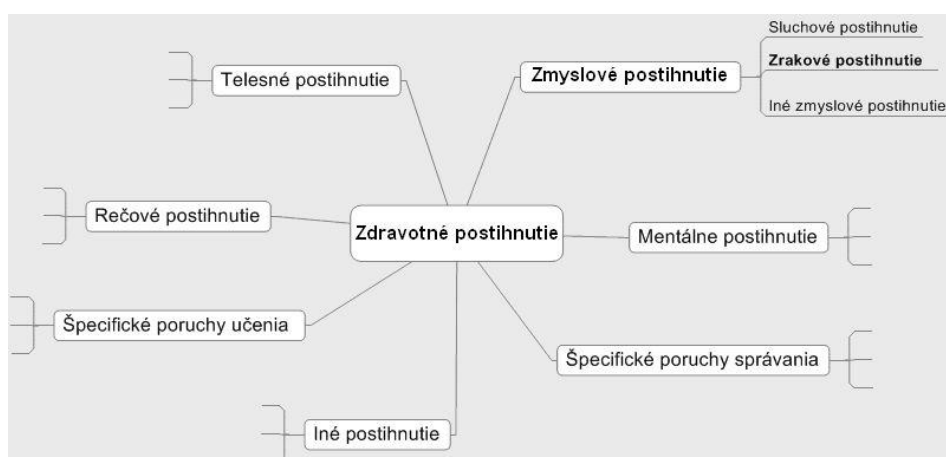 Sluchové postihnutie
Telesné postihnutie
Zmyslové postihnutie
Zrakové postihnutie
Iné zmyslové postihnutie
Rečové postihnutie
Zdravotné postihnutie
Mentálne postihnutie
Špecifické poruchy učenia
Špecifické poruchy správania
Iné postihnutie